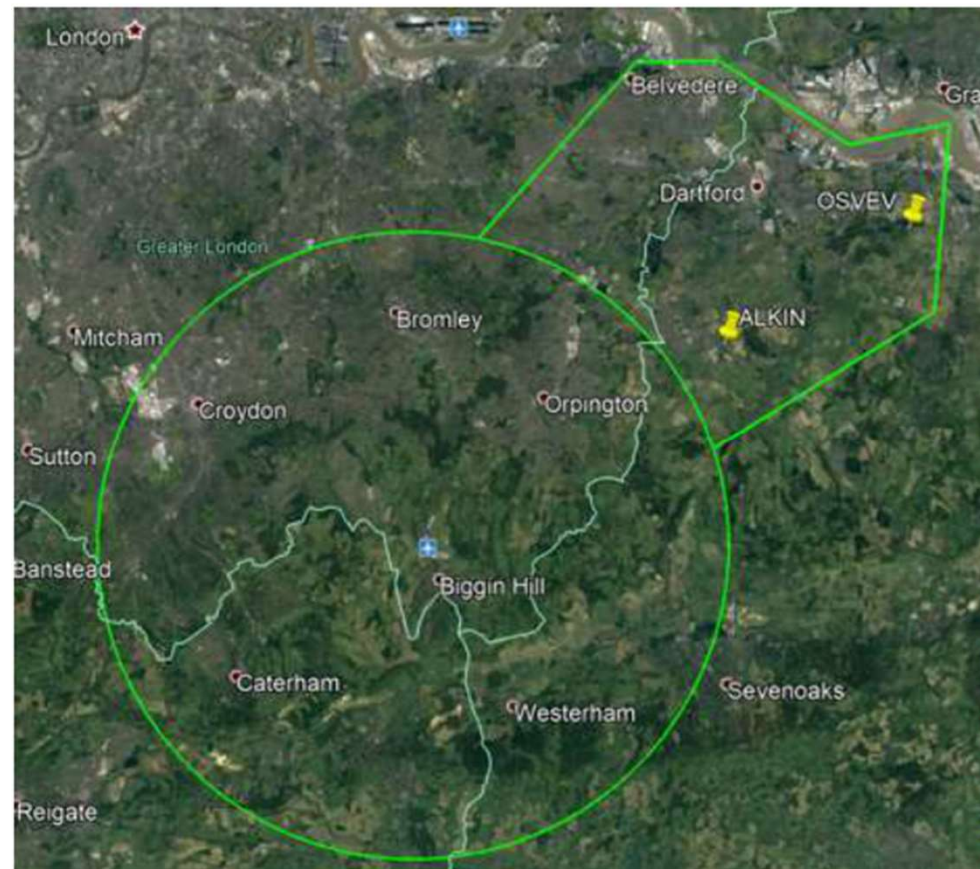 London
Belvedere
Gra
Dartford
OSVEV
Greater London
ALKIN
Bromley
Mitcham
Orpington
Croydon
Sutton
Banstead
Biggin Hill
Caterham
Sevenoaks
Westerham
Reigate